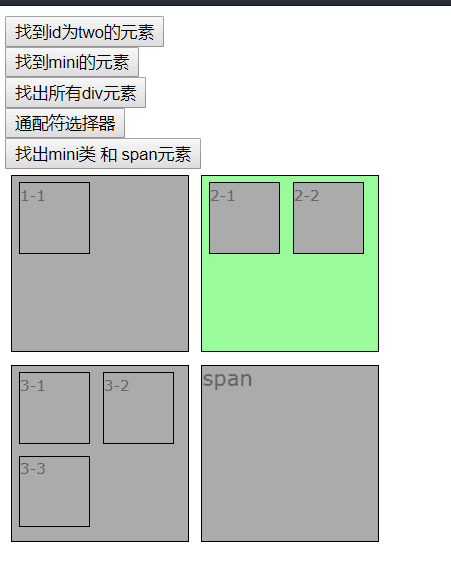 找到id为two的元素
找到mini的元素
找出所有div元素
通配符选择器
找出mini类 和 span元素
1-1
2-1 2-2
3-1 3-2
span
3-3